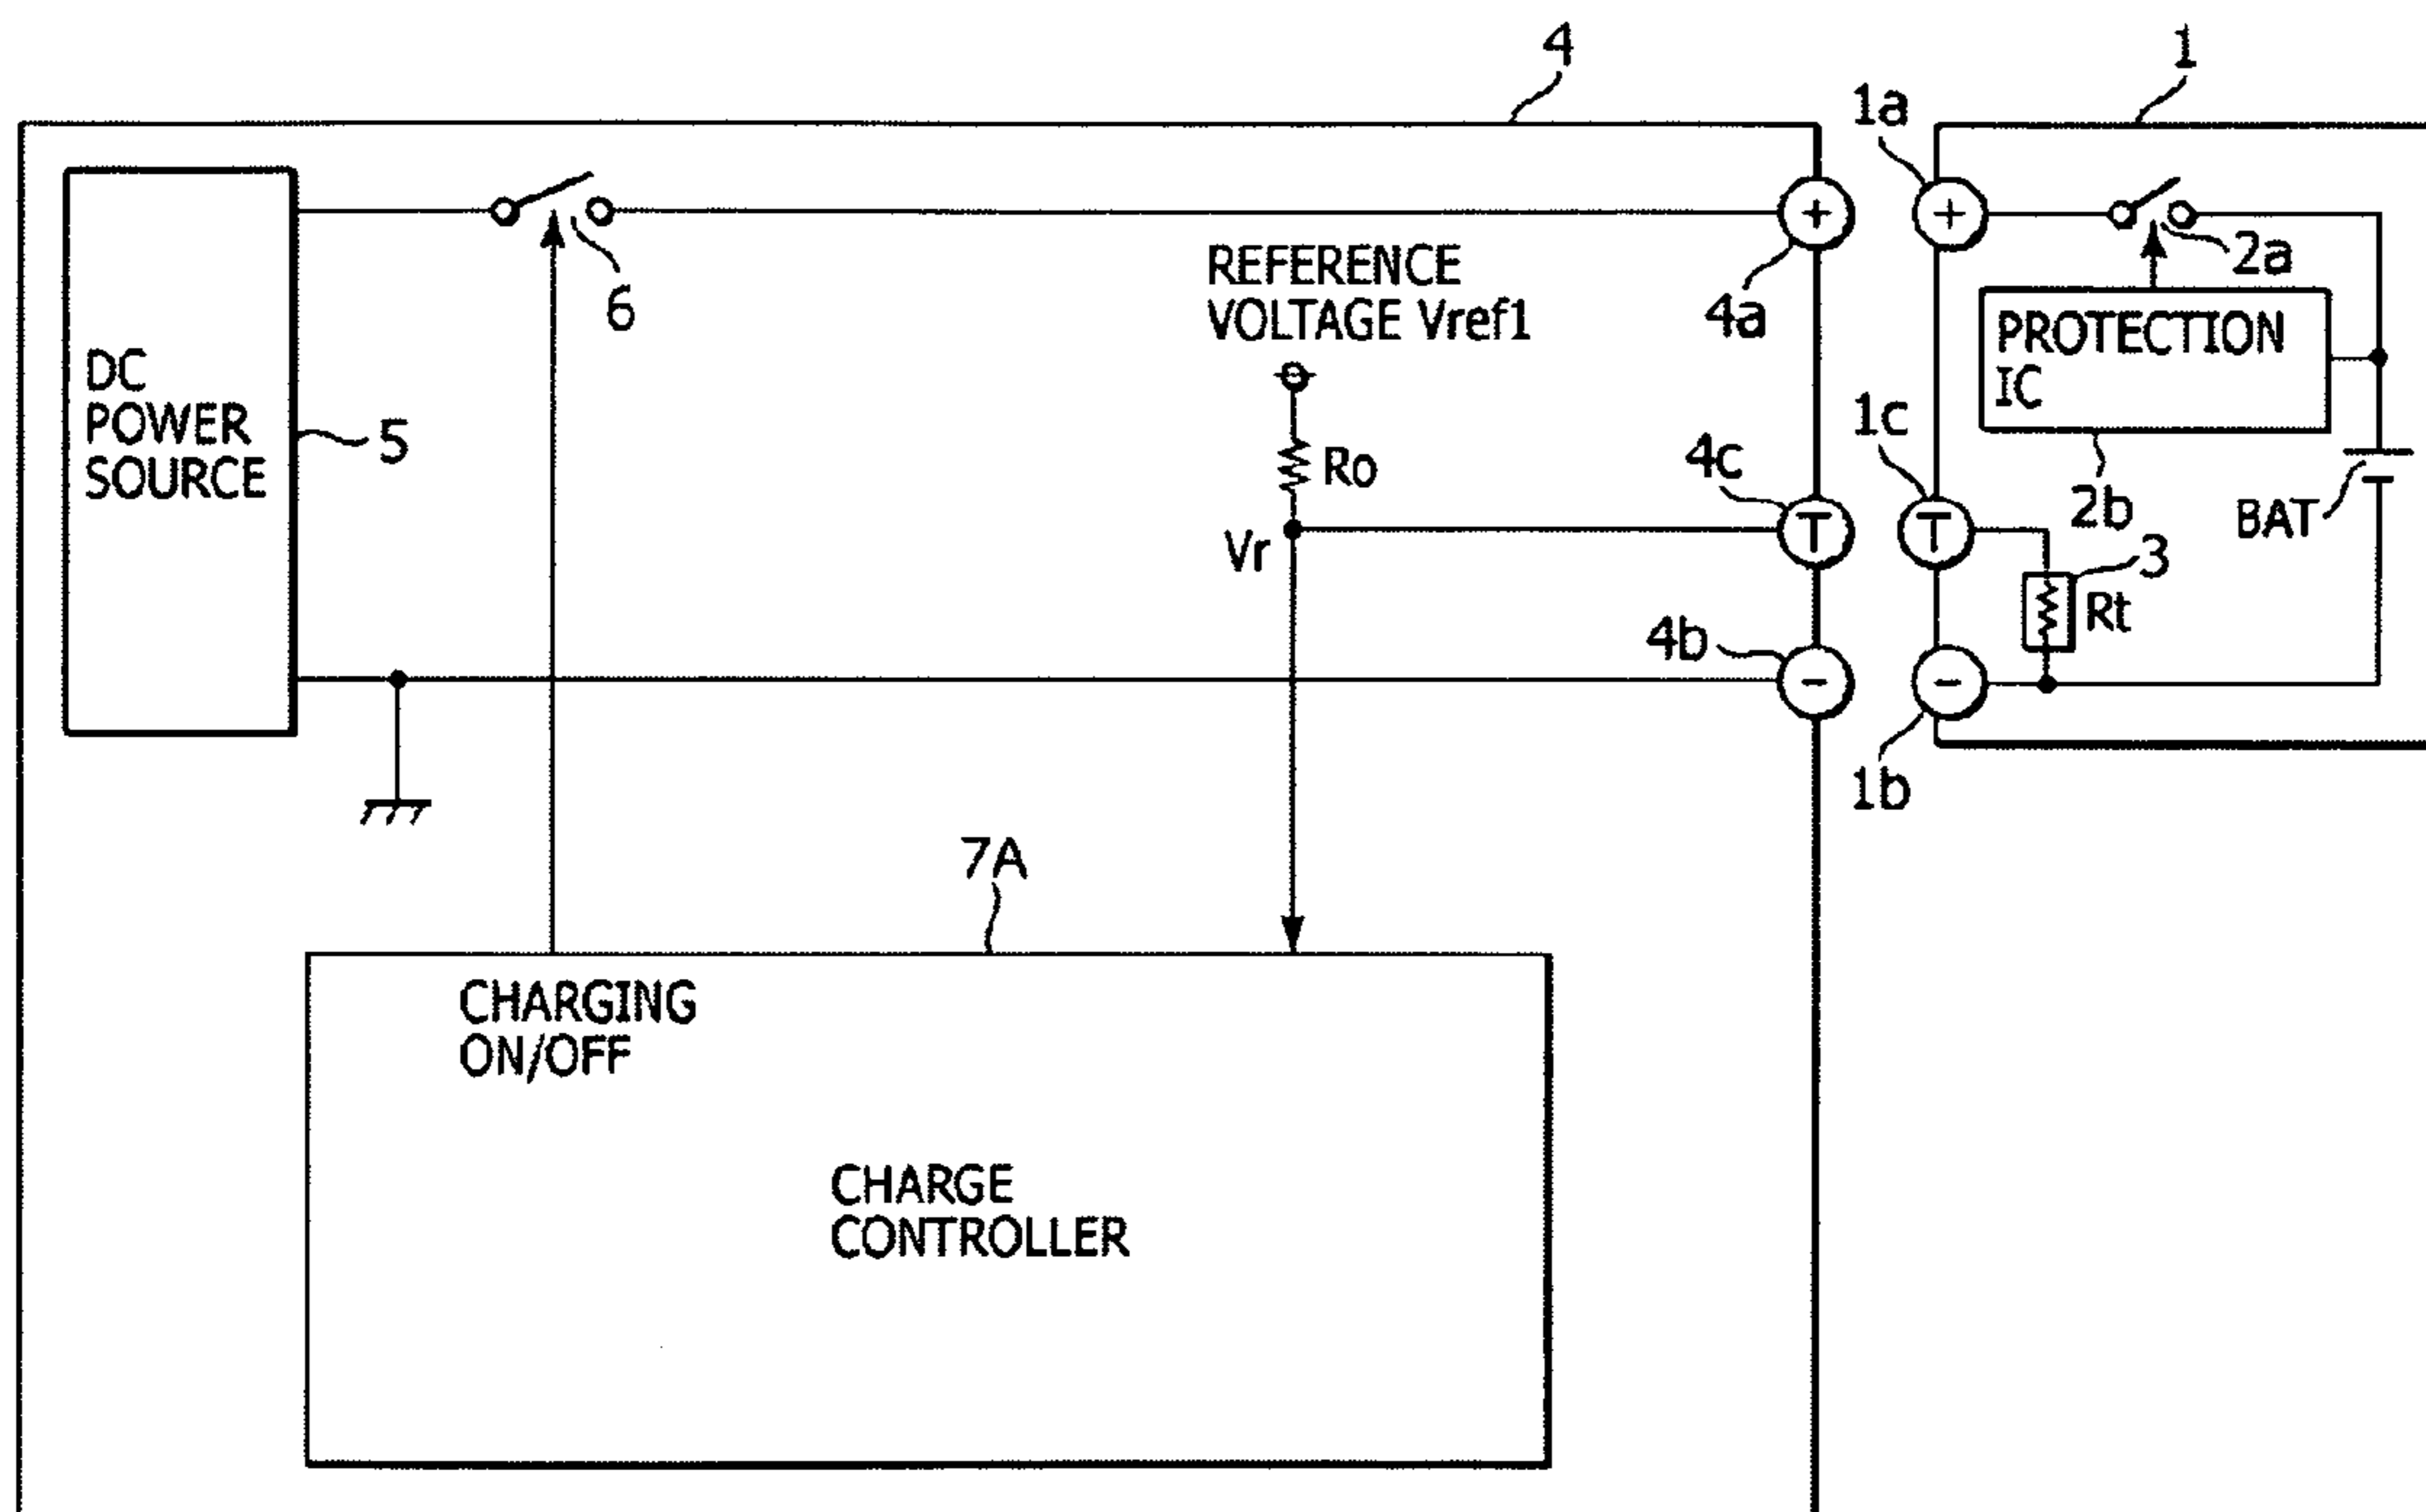 4
1
1a
+
+
2a
6
REFERENCE
VOLTAGE Vref1
4a
PROTECTION
IC
DC
POWER
SOURCE
5
Ro
4c
1c
2b
BAT
T
T
Vr
3
Rt
4b
-
-
1b
7A
CHARGING
ON/OFF
CHARGE
CONTROLLER